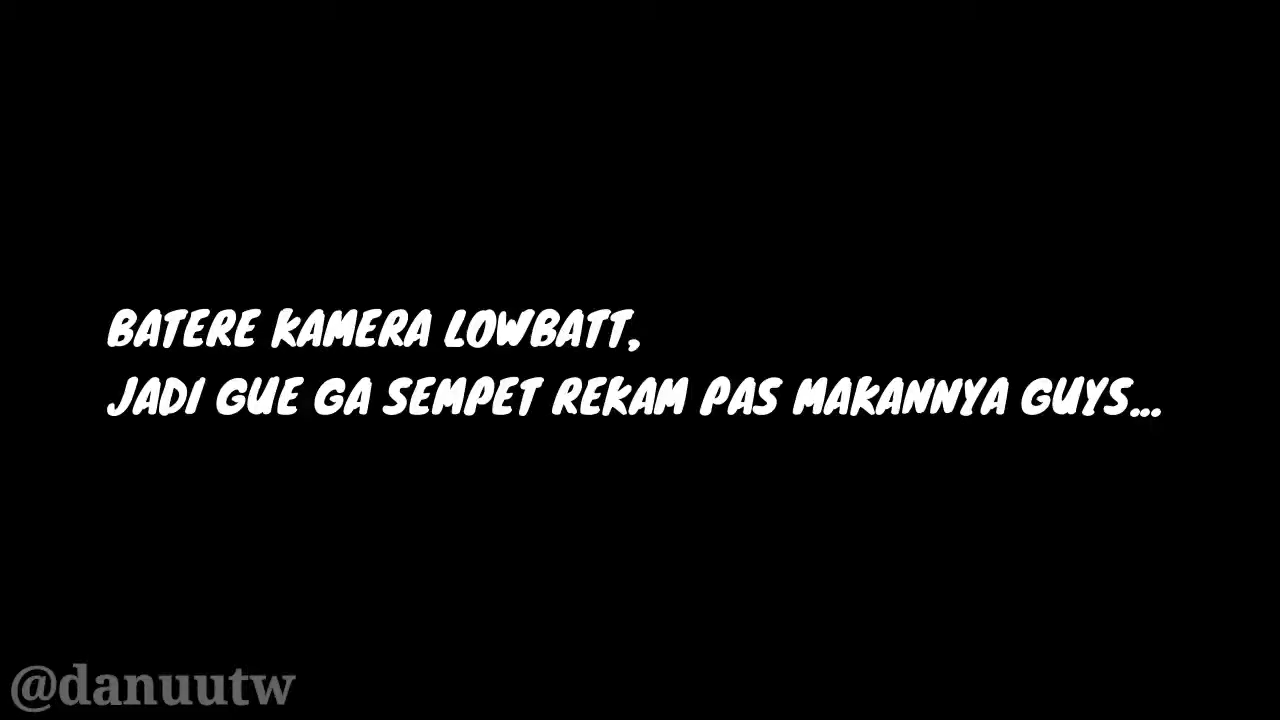 BATERE KAMERA LOWBATT,
JADI GUE GA SEMPET REKAM PAS MAKANNYA GUYS...
@danuutw